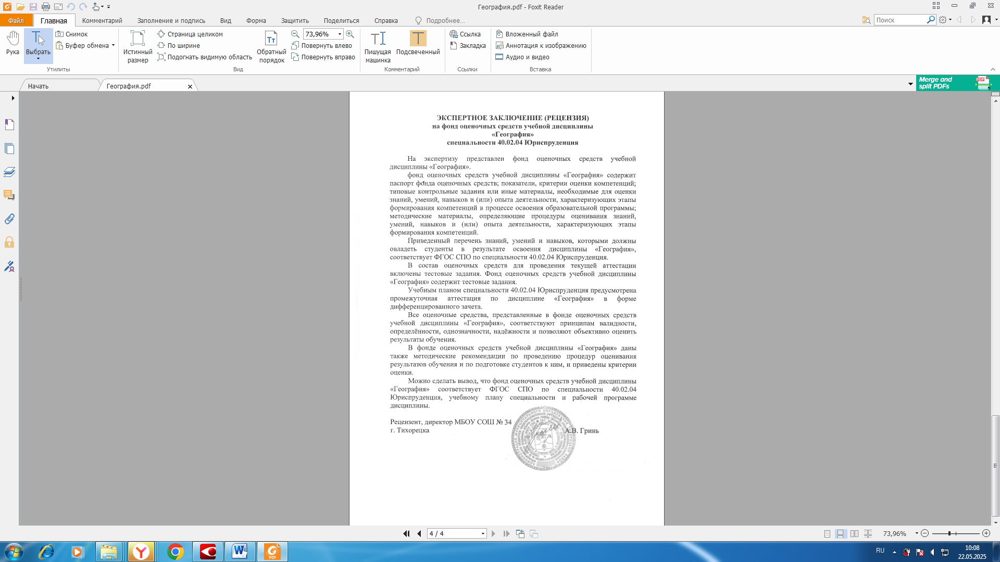 География.pdf - Foxit Reader
Файл Главная Комментарий Заполнение и подпись Вид Форма Защитить Поделиться Справка Подробнее... Поиск
Рука
Выбрать
Снимок
Буфер обмена
Утилиты
Истинный размер
Страница целиком
По ширине
Подогнать видимую область
Обратный порядок
73,96%
Повернуть влево
Повернуть вправо
Вид
Пишущая машинка
Подсвеченный
Комментарий
Ссылка
Закладка
Ссылки
Вложенный файл
Аннотация к изображению
Аудио и видео
Вставка
Начать
География.pdf
Merge and
split PDFs
PDF
ЭКСПЕРТНОЕ ЗАКЛЮЧЕНИЕ (РЕЦЕНЗИЯ)
на фонд оценочных средств учебной дисциплины
«География»
специальности 40.02.04 Юриспруденция
На экспертизу представлен фонд оценочных средств учебной
дисциплины «География».
фонд оценочных средств учебной дисциплины «География» содержит
паспорт фонда оценочных средств; показатели, критерии оценки компетенций;
типовые контрольные задания или иные материалы, необходимые для оценки
знаний, умений, навыков и (или) опыта деятельности, характеризующих этапы
формирования компетенций в процессе освоения образовательной программы;
методические материалы, определяющие процедуры оценивания знаний,
умений, навыков и (или) опыта деятельности, характеризующих этапы
формирования компетенций.
Приведенный перечень знаний, умений и навыков, которыми должны
овладеть студенты в результате освоения дисциплины «География»,
соответствует ФГОС СПО по специальности 40.02.04 Юриспруденция.
В состав оценочных средств для проведения текущей аттестации
включены тестовые задания. Фонд оценочных средств учебной дисциплины
«География» содержит тестовые задания.
Учебным планом специальности 40.02.04 Юриспруденция предусмотрена
промежуточная аттестация по дисциплине «География» в форме
дифференцированного зачета.
Все оценочные средства, представленные в фонде оценочных средств
учебной дисциплины «География», соответствуют принципам валидности,
определённости, однозначности, надёжности и позволяют объективно оценить
результаты обучения.
В фонде оценочных средств учебной дисциплины «География» даны
также методические рекомендации по проведению процедур оценивания
результатов обучения и по подготовке студентов к ним, и приведены критерии
оценки.
Можно сделать вывод, что фонд оценочных средств учебной дисциплины
«География» соответствует ФГОС СПО по специальности 40.02.04
Юриспруденция, учебному плану специальности и рабочей программе
дисциплины.
Рецензент, директор МБОУ СОШ № 34
г. Тихорецка А.В. Гринь
4 / 4
73,96%
RU
10:08
22.05.2025